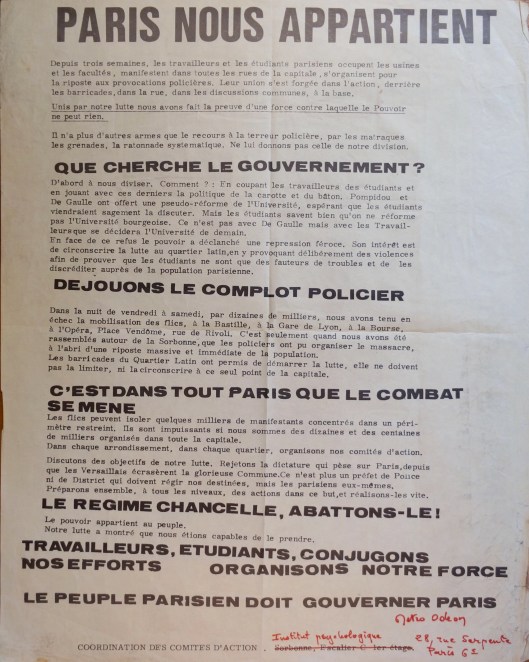 PARIS NOUS APPARTIENT
Depuis trois semaines, les travailleurs et les étudiants parisiens occupent les usines
et les facultés, manifestent dans toutes les rues de la capitale, s'organisent pour
la riposte aux provocations policières. Leur union s'est forgée dans l'action, derrière
les barricades, dans la rue, dans les discussions communes, à la base.
Unis par notre lutte nous avons fait la preuve d'une force contre laquelle le Pouvoir
ne peut rien.
Il n'a plus d'autres armes que le recours à la terreur policière, par les matraques
les grenades, la ratonnade systématique. Ne lui donnons pas celle de notre division.
QUE CHERCHE LE GOUVERNEMENT ?
D'abord à nous diviser. Comment ? : En coupant les travailleurs des étudiants et
en jouant avec ces derniers la politique de la carotte et du bâton. Pompidou et
De Gaulle ont offert une pseudo-réforme de l'Université, espérant que les étudiants
viendraient sagement la discuter. Mais les étudiants savent bien qu'on ne réforme
pas l'Université bourgeoise. Ce n'est pas avec De Gaulle mais avec les Travail-
leursque se décidera l'Université de demain.
En face de ce refus le pouvoir a déclanché une repression féroce. Son intérêt est
de circonscrire la lutte au quartier latin,en y provoquant délibérement des violences
afin de prouver que les étudiants ne sont que des fauteurs de troubles et de les
discréditer auprès de la population parisienne.
DEJOUONS LE COMPLOT POLICIER
Dans la nuit de vendredi à samedi, par dizaines de milliers, nous avons tenu en
échec la mobilisation des flics, à la Bastille, à la Gare de Lyon, à la Bourse,
à l'Opéra, Place Vendôme, rue de Rivoli. C'est seulement quand nous avons été
rassemblés autour de la Sorbonne,que les policiers ont pu organiser le massacre,
à l'abri d'une riposte massive et immédiate de la population.
Les barricades du Quartier Latin ont permis de démarrer la lutte, elle ne doivent
pas la limiter, ni la circonscrire à ce seul point de la capitale.
C'EST DANS TOUT PARIS QUE LE COMBAT
SE MENE
Les flics peuvent isoler quelques milliers de manifestants concentrés dans un péri-
mètre restreint. Ils sont impuissants si nous sommes des dizaines et des centaines
de milliers organisés dans toute la capitale.
Dans chaque arrondissement, dans chaque quartier, organisons nos comités d'action.
Discutons des objectifs de notre lutte. Rejetons la dictature qui pèse sur Paris,depuis
que les Versaillais écrasèrent la glorieuse Commune.Ce n'est plus un préfet de Police
ni de District qui doivent régir nos destinées, mais les parisiens eux-mêmes.
Préparons ensemble, à tous les niveaux, des actions dans ce but,et réalisons-les vite.
LE REGIME CHANCELLE, ABATTONS-LE !
Le pouvoir appartient au peuple.
Notre lutte a montré que nous étions capables de le prendre.
TRAVAILLEURS, ETUDIANTS, CONJUGONS
NOS EFFORTS ORGANISONS NOTRE FORCE
LE PEUPLE PARISIEN DOIT GOUVERNER PARIS
Metro Odeon
Institut psychologique 28, rue Serpente
Paris 6e
COORDINATION DES COMITES D'ACTION . Sorbonne, Escalier C 1er étage